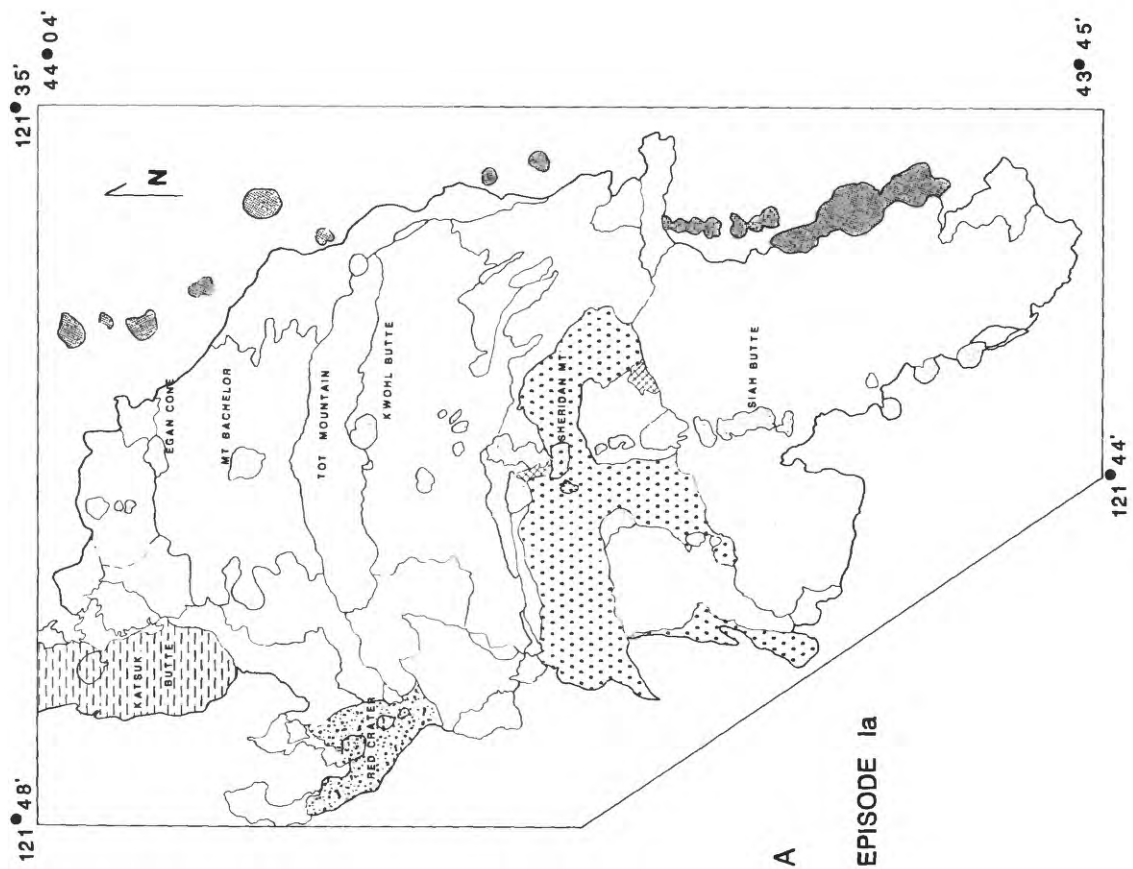 121° 48'
121° 35'
44° 04'
N
EGAN CONE
MT BACHELOR
KATSUK
BUTTE
TOT MOUNTAIN
KWOHL BUTTE
RED CRATER
SHERIDAN MT
SIAH BUTTE
43° 45'
121° 44'
A
EPISODE Ia